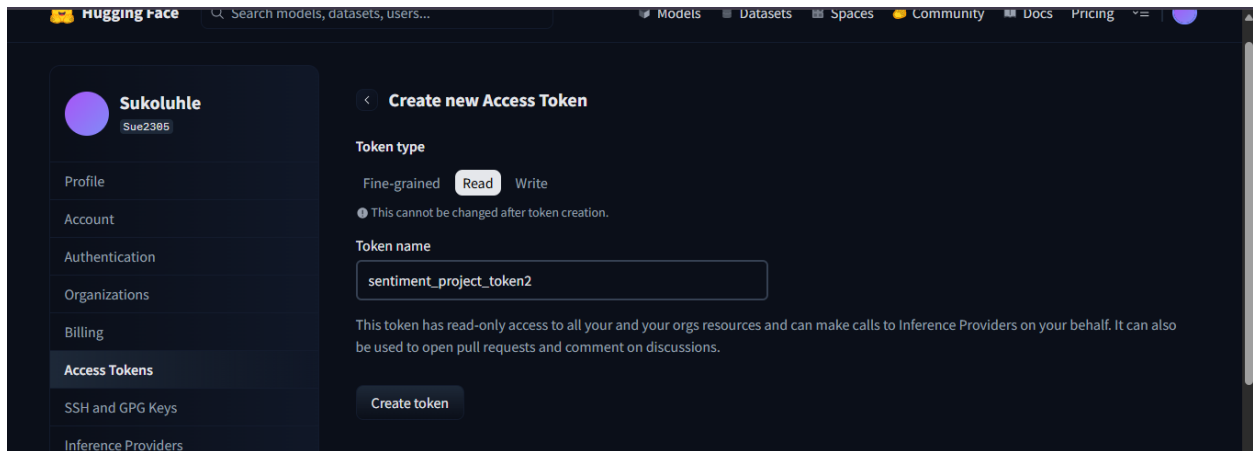 Hugging Face
Search models, datasets, users...
Models
Datasets
Spaces
Community
Docs
Pricing
Sukoluhle
Sue2305
Profile
Account
Authentication
Organizations
Billing
Access Tokens
SSH and GPG Keys
Inference Providers
Create new Access Token
Token type
Fine-grained Read Write
This cannot be changed after token creation.
Token name
sentiment_project_token2
This token has read-only access to all your and your orgs resources and can make calls to Inference Providers on your behalf. It can also
be used to open pull requests and comment on discussions.
Create token